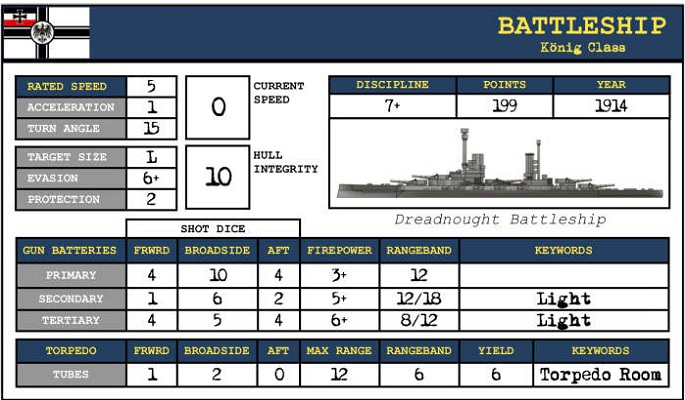 BATTLESHIP
König Class
RATED SPEED 5
ACCELERATION 1
TURN ANGLE 15
0 CURRENT SPEED
TARGET SIZE L
EVASION 6+
PROTECTION 2
10 HULL INTEGRITY
DISCIPLINE POINTS YEAR
7+ 199 1914
Dreadnought Battleship
SHOT DICE
GUN BATTERIES FRWRD BROADSIDE AFT FIREPOWER RANGEBAND KEYWORDS
PRIMARY 4 10 4 3+ 12
SECONDARY 1 6 2 5+ 12/18 Light
TERTIARY 4 5 4 6+ 8/12 Light
TORPEDO FRWRD BROADSIDE AFT MAX RANGE RANGEBAND YIELD KEYWORDS
TUBES 1 2 0 12 6 6 Torpedo Room